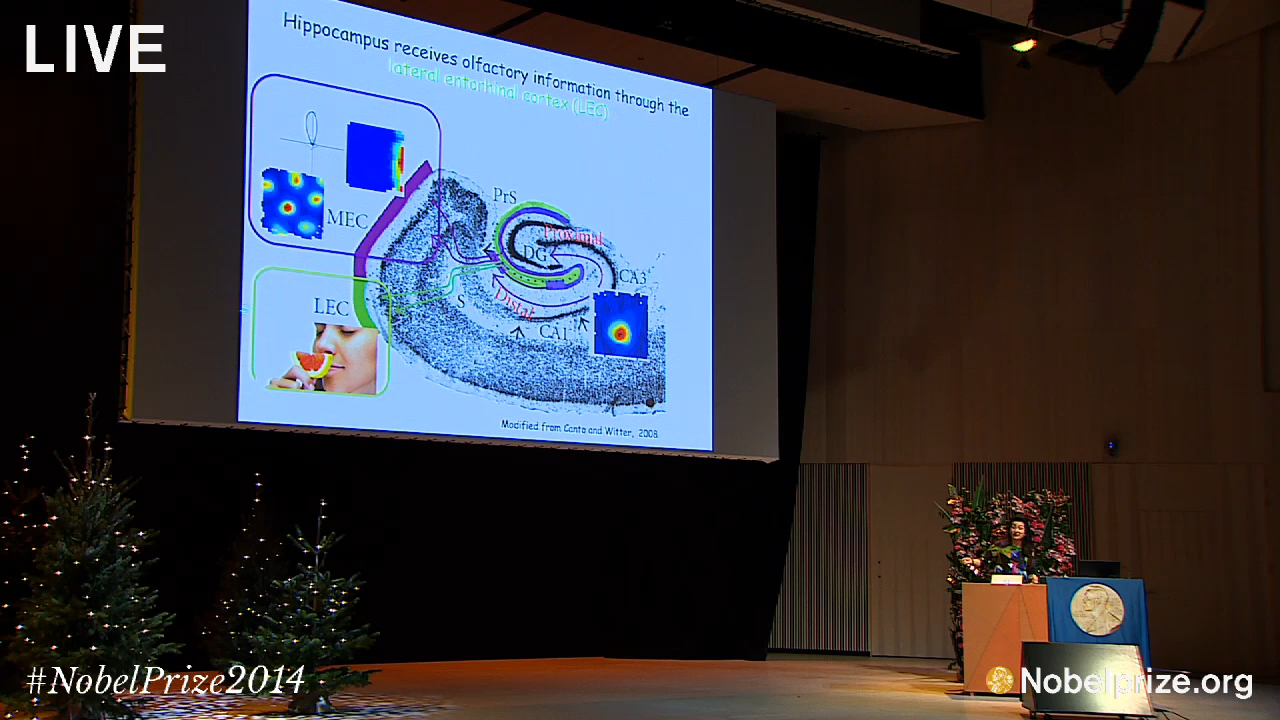 LIVE
Hippocampus receives olfactory information through the
lateral entorhinal cortex (LEC)
PrS
MEC
Proximal
DG
CA3
LEC
S
Distal
CA1
Modified from Canto and Witter, 2008
#NobelPrize2014
Nobelprize.org